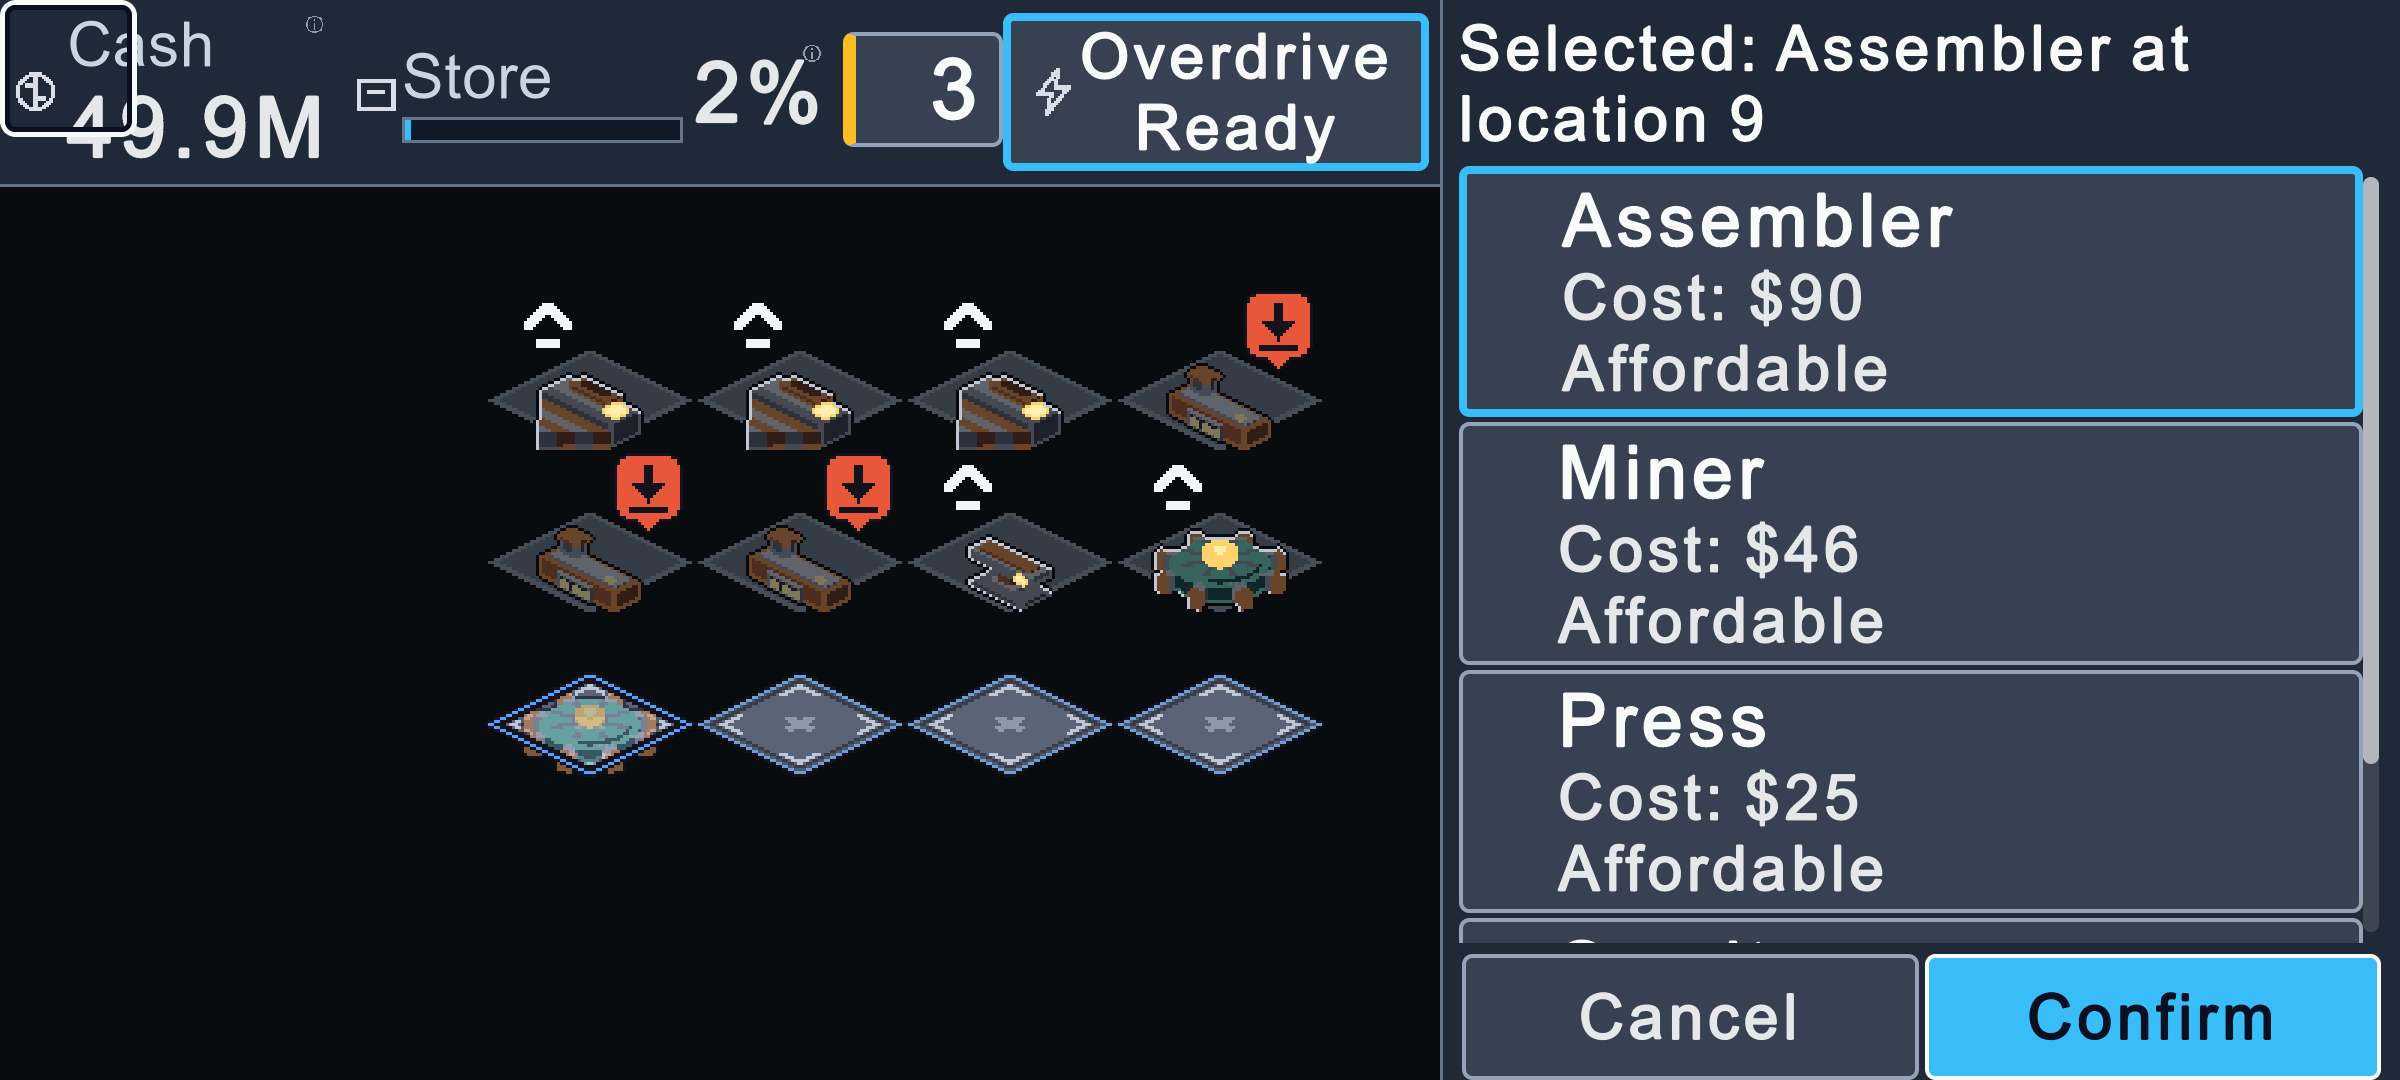 Cash
49.9M
Store
2%
3
Overdrive
Ready
Selected: Assembler at
location 9
Assembler
Cost: $90
Affordable
Miner
Cost: $46
Affordable
Press
Cost: $25
Affordable
Cancel
Confirm